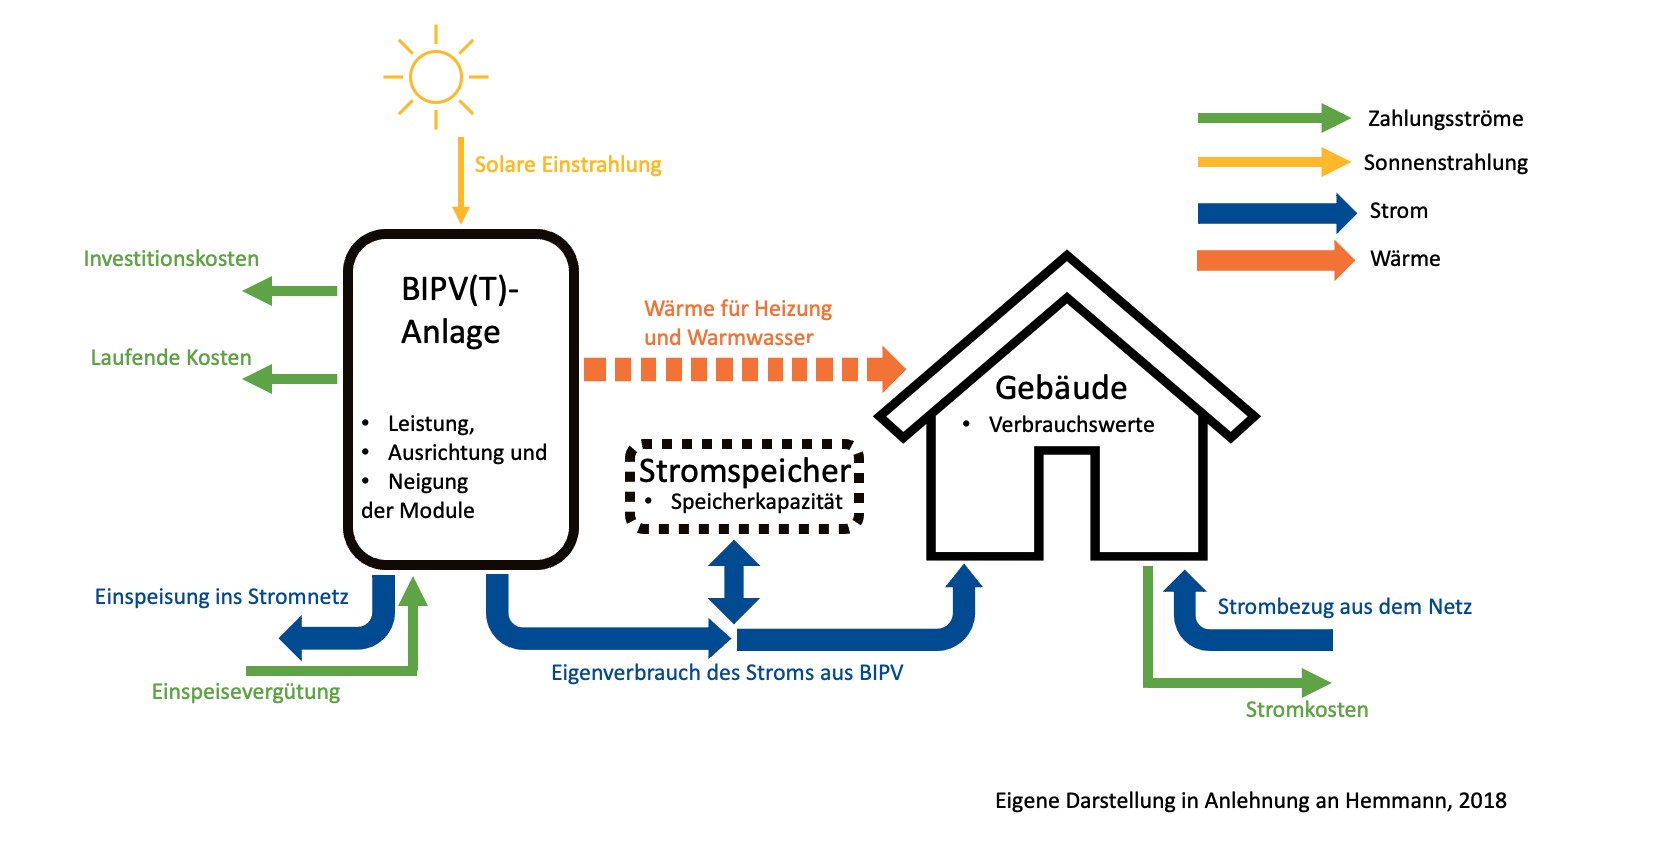 Solare Einstrahlung
Zahlungsströme
Sonnenstrahlung
Strom
Wärme
Investitionskosten
Laufende Kosten
BIPV(T)-
Anlage
• Leistung,
• Ausrichtung und
• Neigung
der Module
Wärme für Heizung
und Warmwasser
Stromspeicher
• Speicherkapazität
Gebäude
• Verbrauchswerte
Einspeisung ins Stromnetz
Einspeisevergütung
Eigenverbrauch des Stroms aus BIPV
Strombezug aus dem Netz
Stromkosten
Eigene Darstellung in Anlehnung an Hemmann, 2018